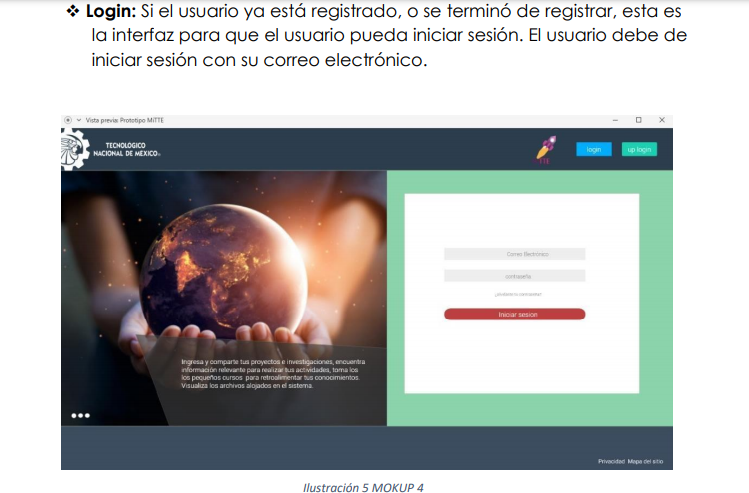 ❖ Login: Si el usuario ya está registrado, o se terminó de registrar, esta es
la interfaz para que el usuario pueda iniciar sesión. El usuario debe de
iniciar sesión con su correo electrónico.
Vista previa: Prototipo MiTTE
TECNOLOGICO
NACIONAL DE MEXICO
login
up login
Correo Electronico
contraseña
Iniciar sesion
Ingresa y comparte tus proyectos e investigaciones, encuentra
información relevante para realizar tus actividades, toma los
los pequeños cursos para retroalimentar tus conocimientos.
Visualiza los archivos alojados en el sistema.
Privacidad Mapa del sitio
Ilustración 5 MOKUP 4